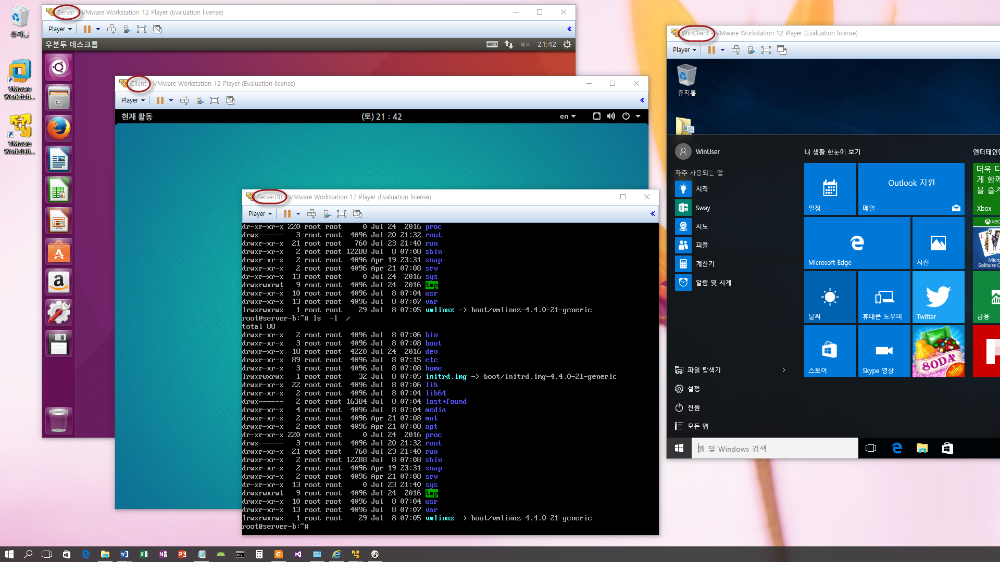 휴지통
VMware
Workstati...
VMware
Workstati...
Server - VMware Workstation 12 Player (Evaluation license)
Player
우분투 데스크톱
21:42
Client - VMware Workstation 12 Player (Evaluation license)
Player
현재 활동
(토) 21 : 42
en
Server(B) - VMware Workstation 12 Player (Evaluation license)
Player
dr-xr-xr-x 220 root root     0 Jul 24  2016 proc
drwx------   3 root root  4096 Jul 20 21:32 root
drwxr-xr-x  21 root root   760 Jul 23 21:40 run
drwxr-xr-x   2 root root 12288 Jul  8 07:08 sbin
drwxr-xr-x   2 root root  4096 Apr 19 23:31 snap
drwxr-xr-x   2 root root  4096 Apr 21 07:08 srv
dr-xr-xr-x  13 root root     0 Jul 24  2016 sys
drwxrwxrwt   9 root root  4096 Jul 24  2016 tmp
drwxr-xr-x  10 root root  4096 Jul  8 07:04 usr
drwxr-xr-x  13 root root  4096 Jul  8 07:07 var
lrwxrwxrwx   1 root root    29 Jul  8 07:05 vmlinuz -> boot/vmlinuz-4.4.0-21-generic
root@server-b:~# ls  -l  /
total 88
drwxr-xr-x   2 root root  4096 Jul  8 07:06 bin
drwxr-xr-x   3 root root  4096 Jul  8 07:08 boot
drwxr-xr-x  18 root root  4220 Jul 24  2016 dev
drwxr-xr-x  89 root root  4096 Jul  8 07:15 etc
drwxr-xr-x   3 root root  4096 Jul  8 07:08 home
lrwxrwxrwx   1 root root    32 Jul  8 07:05 initrd.img -> boot/initrd.img-4.4.0-21-generic
drwxr-xr-x  22 root root  4096 Jul  8 07:06 lib
drwxr-xr-x   2 root root  4096 Jul  8 07:04 lib64
drwx------   2 root root 16384 Jul  8 07:04 lost+found
drwxr-xr-x   4 root root  4096 Jul  8 07:04 media
drwxr-xr-x   2 root root  4096 Apr 21 07:08 mnt
drwxr-xr-x   2 root root  4096 Apr 21 07:08 opt
dr-xr-xr-x 220 root root     0 Jul 24  2016 proc
drwx------   3 root root  4096 Jul 20 21:32 root
drwxr-xr-x  21 root root   760 Jul 23 21:40 run
drwxr-xr-x   2 root root 12288 Jul  8 07:08 sbin
drwxr-xr-x   2 root root  4096 Apr 19 23:31 snap
drwxr-xr-x   2 root root  4096 Apr 21 07:08 srv
dr-xr-xr-x  13 root root     0 Jul 23 21:40 sys
drwxrwxrwt   9 root root  4096 Jul 24  2016 tmp
drwxr-xr-x  10 root root  4096 Jul  8 07:04 usr
drwxr-xr-x  13 root root  4096 Jul  8 07:07 var
lrwxrwxrwx   1 root root    29 Jul  8 07:05 vmlinuz -> boot/vmlinuz-4.4.0-21-generic
root@server-b:~#
WinClient - VMware Workstation 12 Player (Evaluation license)
Player
휴지통
WinUser
자주 사용되는 앱
시작
Sway
지도
피플
계산기
알람 및 시계
파일 탐색기
설정
전원
모든 앱
내 생활 한눈에 보기
일정
Outlook 지원
메일
Microsoft Edge
사진
날씨
휴대폰 도우미
Twitter
스토어
Skype 영상
SODA
King
엔터테인
더욱 다
게 함께
을 즐겨
Xbox
XBO
Micro
Solitaire C
금융
웹 및 Windows 검색